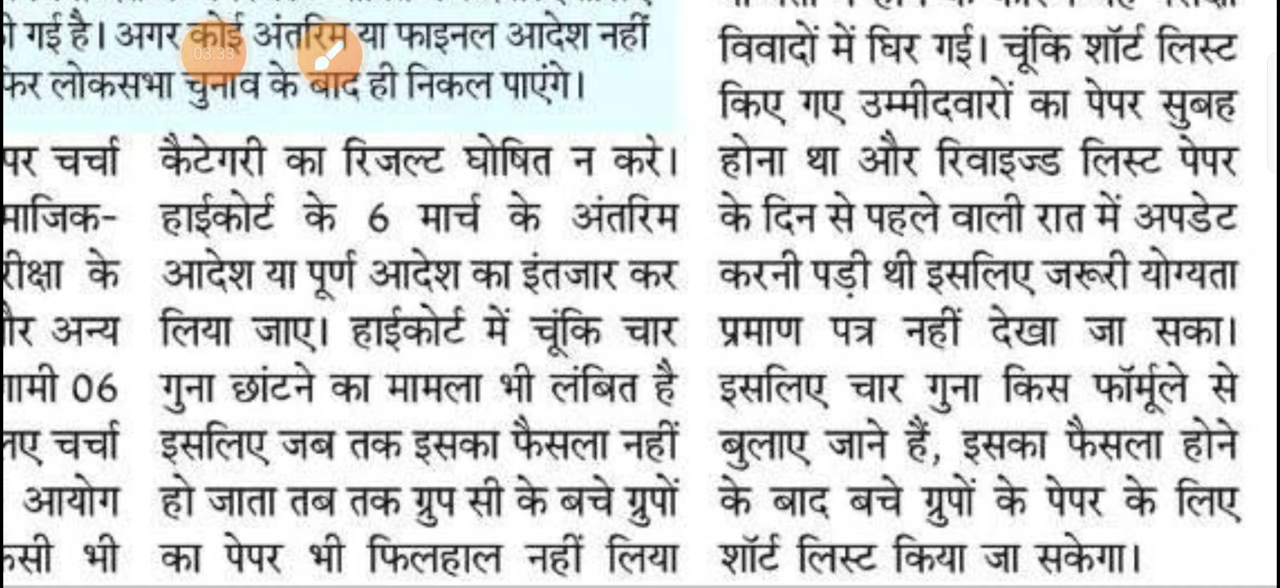 गई है। अगर कोई अंतरिम या फाइनल आदेश नहीं
लोकसभा चुनाव के बाद ही निकल पाएंगे।
03:33
पर चर्चा
माजिक-
रीक्षा के
अन्य
06
चर्चा
आयोग
भी
कैटेगरी का रिजल्ट घोषित न करे।
हाईकोर्ट के 6 मार्च के अंतरिम
आदेश या पूर्ण आदेश का इंतजार कर
लिया जाए। हाईकोर्ट में चूंकि चार
गुना छांटने का मामला भी लंबित है
इसलिए जब तक इसका फैसला नहीं
हो जाता तब तक ग्रुप सी के बचे ग्रुपों
का पेपर भी फिलहाल नहीं लिया
विवादों में घिर गई। चूंकि शॉर्ट लिस्ट
किए गए उम्मीदवारों का पेपर सुबह
होना था और रिवाइज्ड लिस्ट पेपर
के दिन से पहले वाली रात में अपडेट
करनी पड़ी थी इसलिए जरूरी योग्यता
प्रमाण पत्र नहीं देखा जा सका।
इसलिए चार गुना किस फॉर्मूले से
बुलाए जाने हैं, इसका फैसला होने
के बाद बचे ग्रुपों के पेपर के लिए
शॉर्ट लिस्ट किया जा सकेगा।